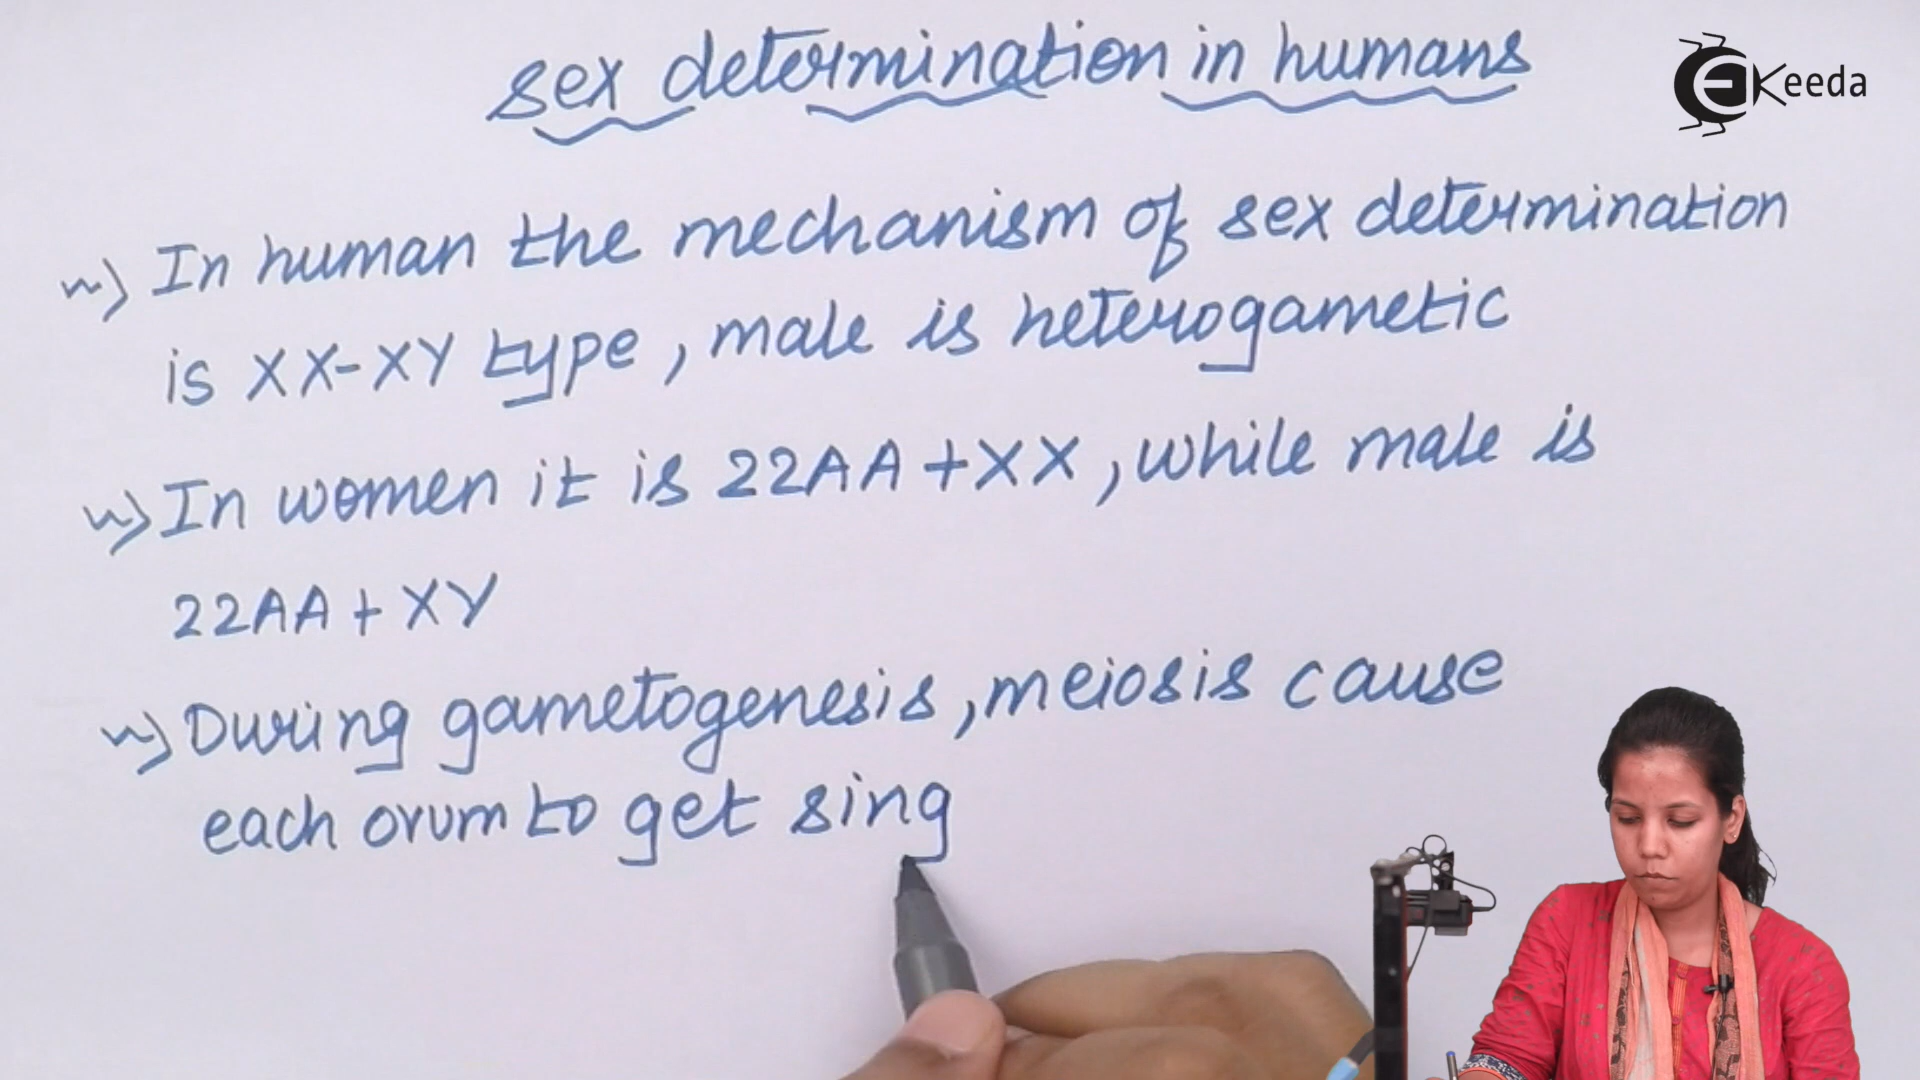 sex determination in humans
Keeda
In human the mechanism of sex determination
is XX-XY type, male is heterogametic
In women it is 22AA+XX, while male is
22AA + XY
During gametogenesis, meiosis cause
each ovum to get sing